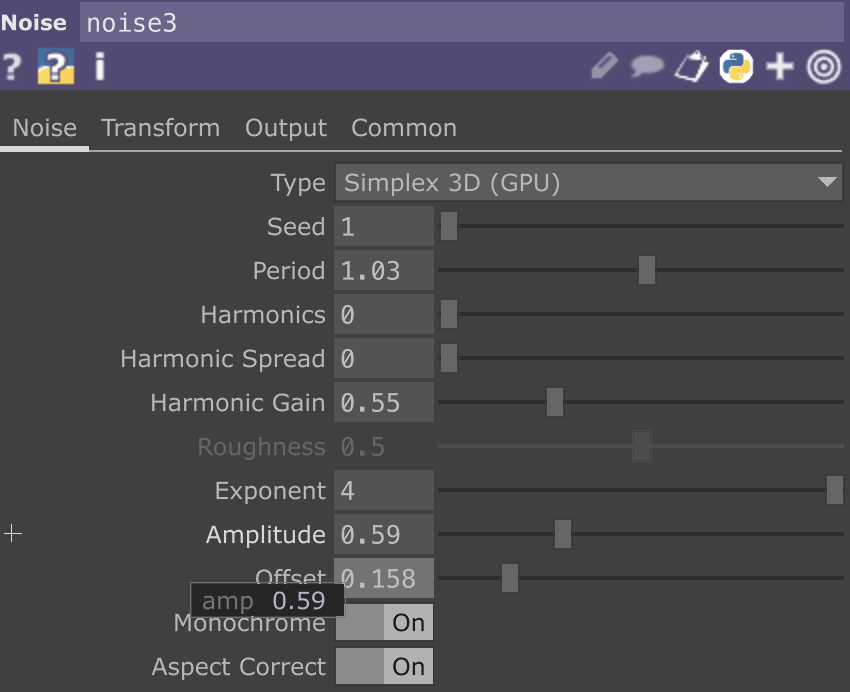 Noise noise3
? ? i
Noise Transform Output Common
Type Simplex 3D (GPU)
Seed 1
Period 1.03
Harmonics 0
Harmonic Spread 0
Harmonic Gain 0.55
Roughness 0.5
Exponent 4
Amplitude 0.59
Offset 0.158
amp 0.59
Monochrome On
Aspect Correct On